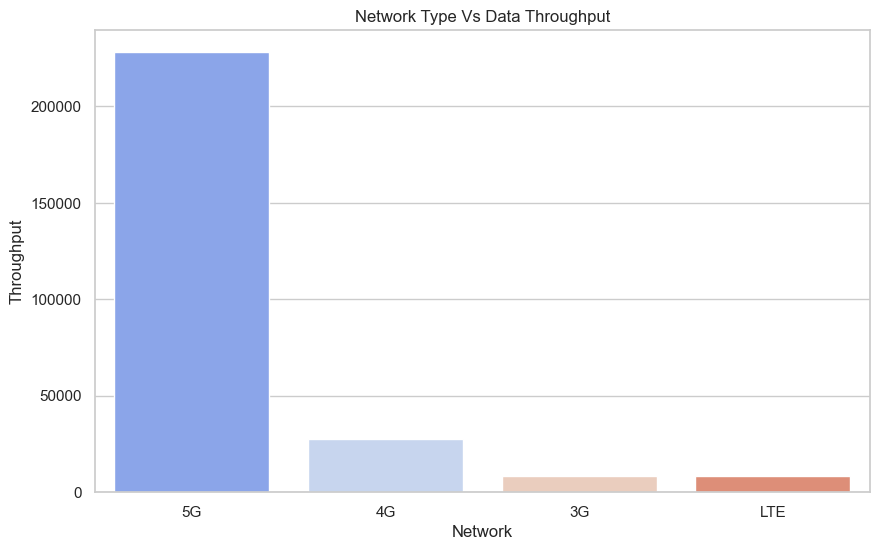 Network Type Vs Data Throughput
Throughput
200000
150000
100000
50000
0
5G 4G 3G LTE
Network